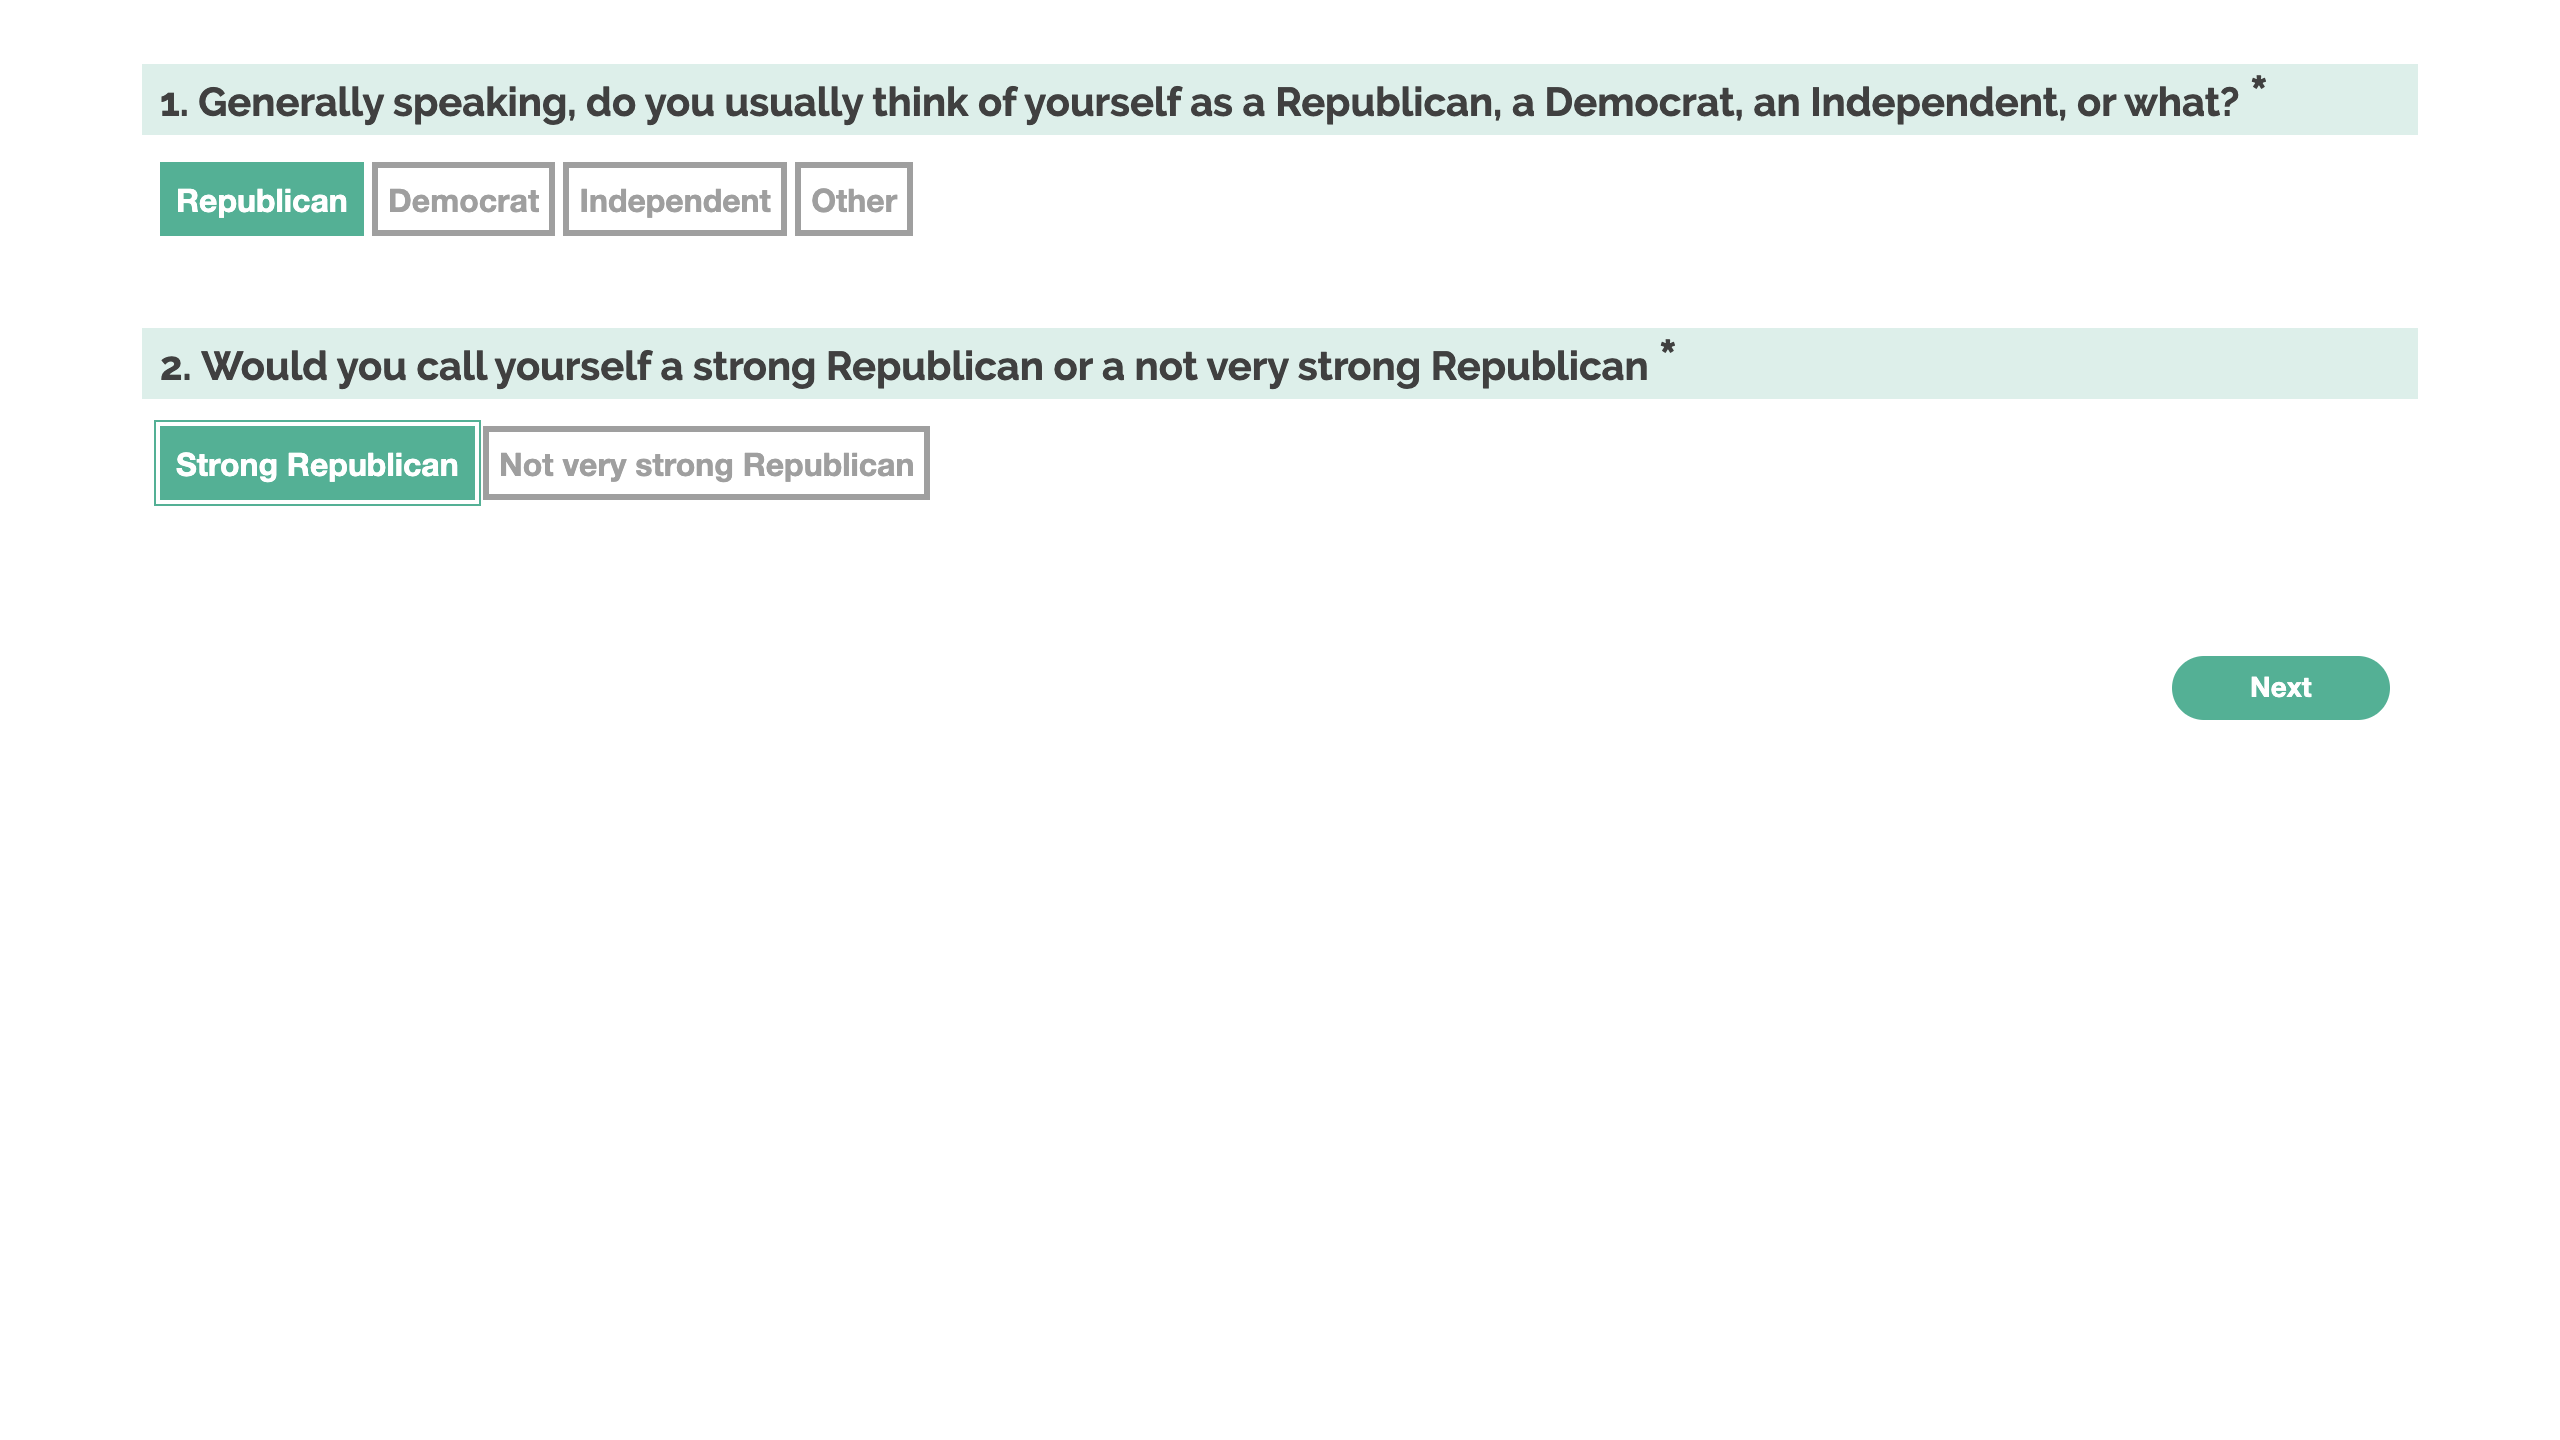 1. Generally speaking, do you usually think of yourself as a Republican, a Democrat, an Independent, or what? *
Republican Democrat Independent Other
2. Would you call yourself a strong Republican or a not very strong Republican *
Strong Republican Not very strong Republican
Next